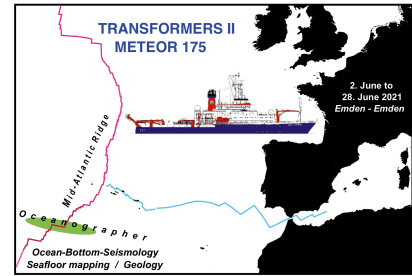 TRANSFORMERS II
METEOR 175
2. June to
28. June 2021
Emden - Emden
Mid-Atlantic Ridge
Oceanographer
Ocean-Bottom-Seismology
Seafloor mapping / Geology